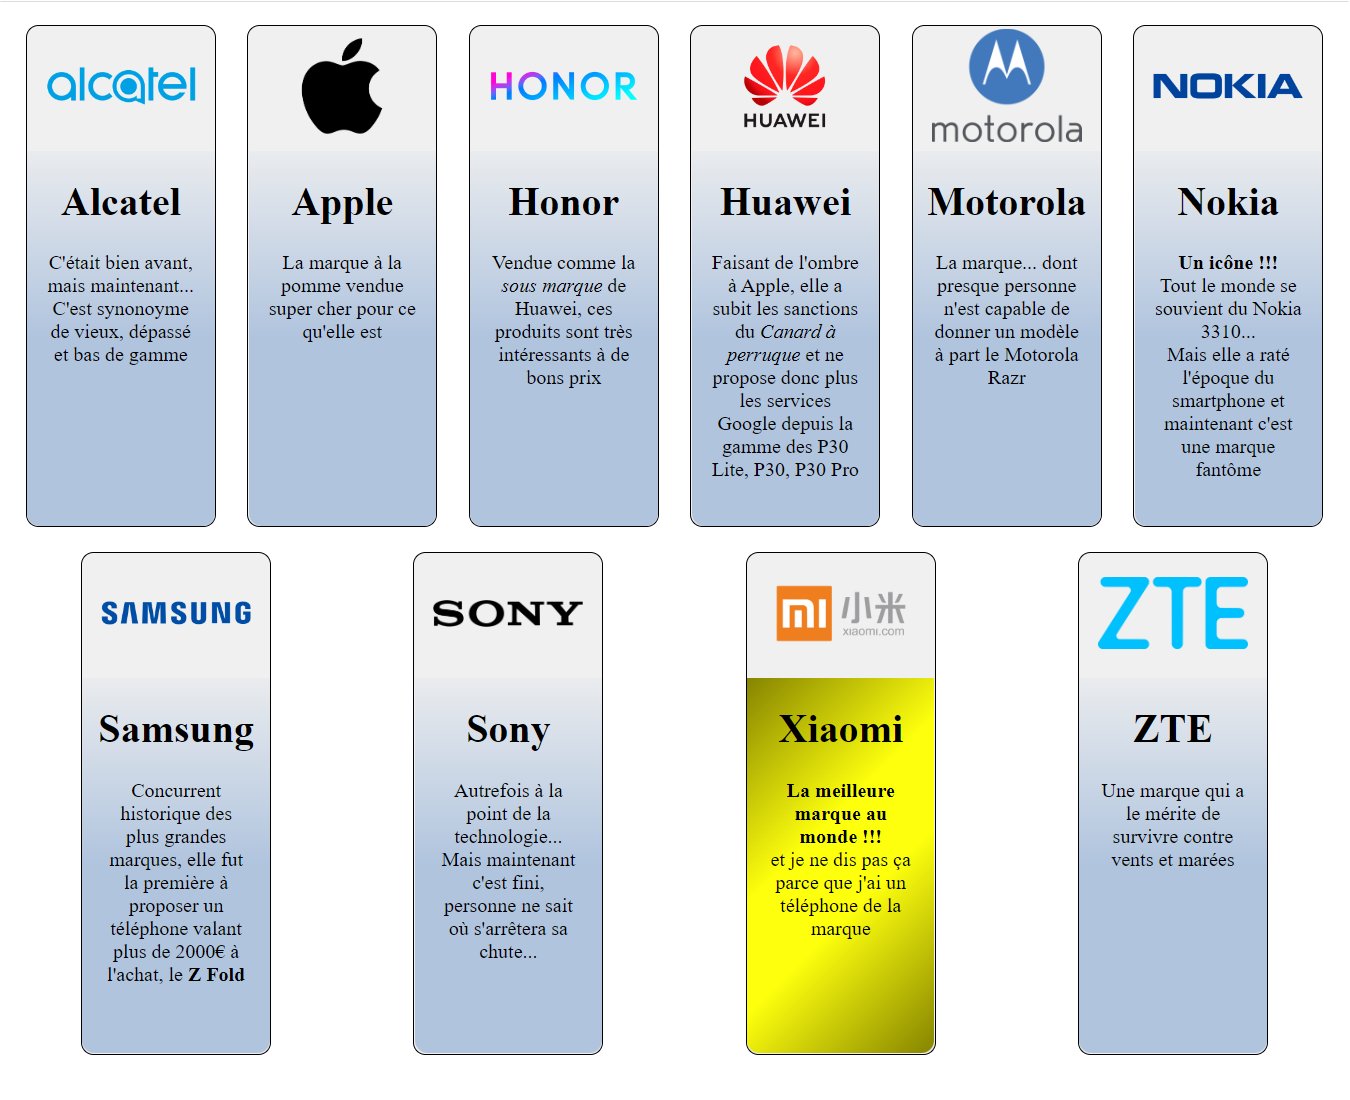 alcatel
Alcatel
C'était bien avant,
mais maintenant...
C'est synonoyme
de vieux, dépassé
et bas de gamme
Apple
La marque à la
pomme vendue
super cher pour ce
qu'elle est
HONOR
Honor
Vendue comme la
sous marque de
Huawei, ces
produits sont très
intéressants à de
bons prix
HUAWEI
Huawei
Faisant de l'ombre
à Apple, elle a
subit les sanctions
du Canard à
perruque et ne
propose donc plus
les services
Google depuis la
gamme des P30
Lite, P30, P30 Pro
motorola
Motorola
La marque... dont
presque personne
n'est capable de
donner un modèle
à part le Motorola
Razr
NOKIA
Nokia
Un icône !!!
Tout le monde se
souvient du Nokia
3310...
Mais elle a raté
l'époque du
smartphone et
maintenant c'est
une marque
fantôme
SAMSUNG
Samsung
Concurrent
historique des
plus grandes
marques, elle fut
la première à
proposer un
téléphone valant
plus de 2000€ à
l'achat, le Z Fold
SONY
Sony
Autrefois à la
point de la
technologie...
Mais maintenant
c'est fini,
personne ne sait
où s'arrêtera sa
chute...
mi 小米
xiaomi.com
Xiaomi
La meilleure
marque au
monde !!!
et je ne dis pas ça
parce que j'ai un
téléphone de la
marque
ZTE
ZTE
Une marque qui a
le mérite de
survivre contre
vents et marées